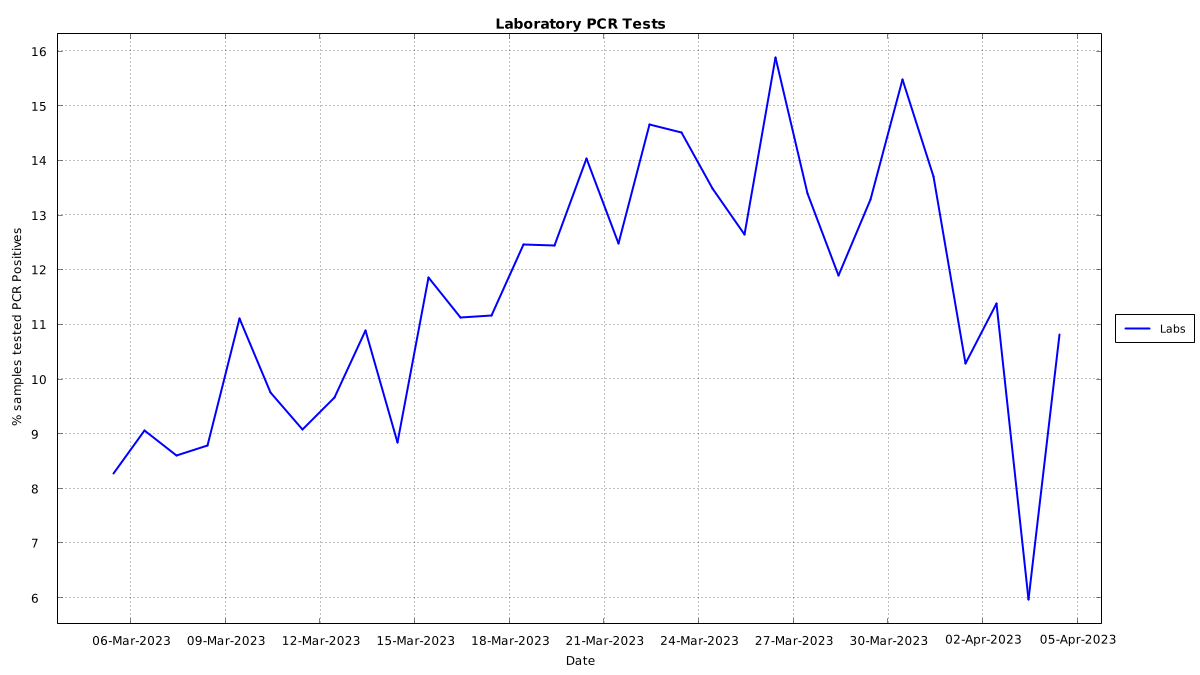 Laboratory PCR Tests
16
15
14
13
12
11
10
9
8
7
6
% samples tested PCR Positives
06-Mar-2023 09-Mar-2023 12-Mar-2023 15-Mar-2023 18-Mar-2023 21-Mar-2023 24-Mar-2023 27-Mar-2023 30-Mar-2023 02-Apr-2023 05-Apr-2023
Date
Labs